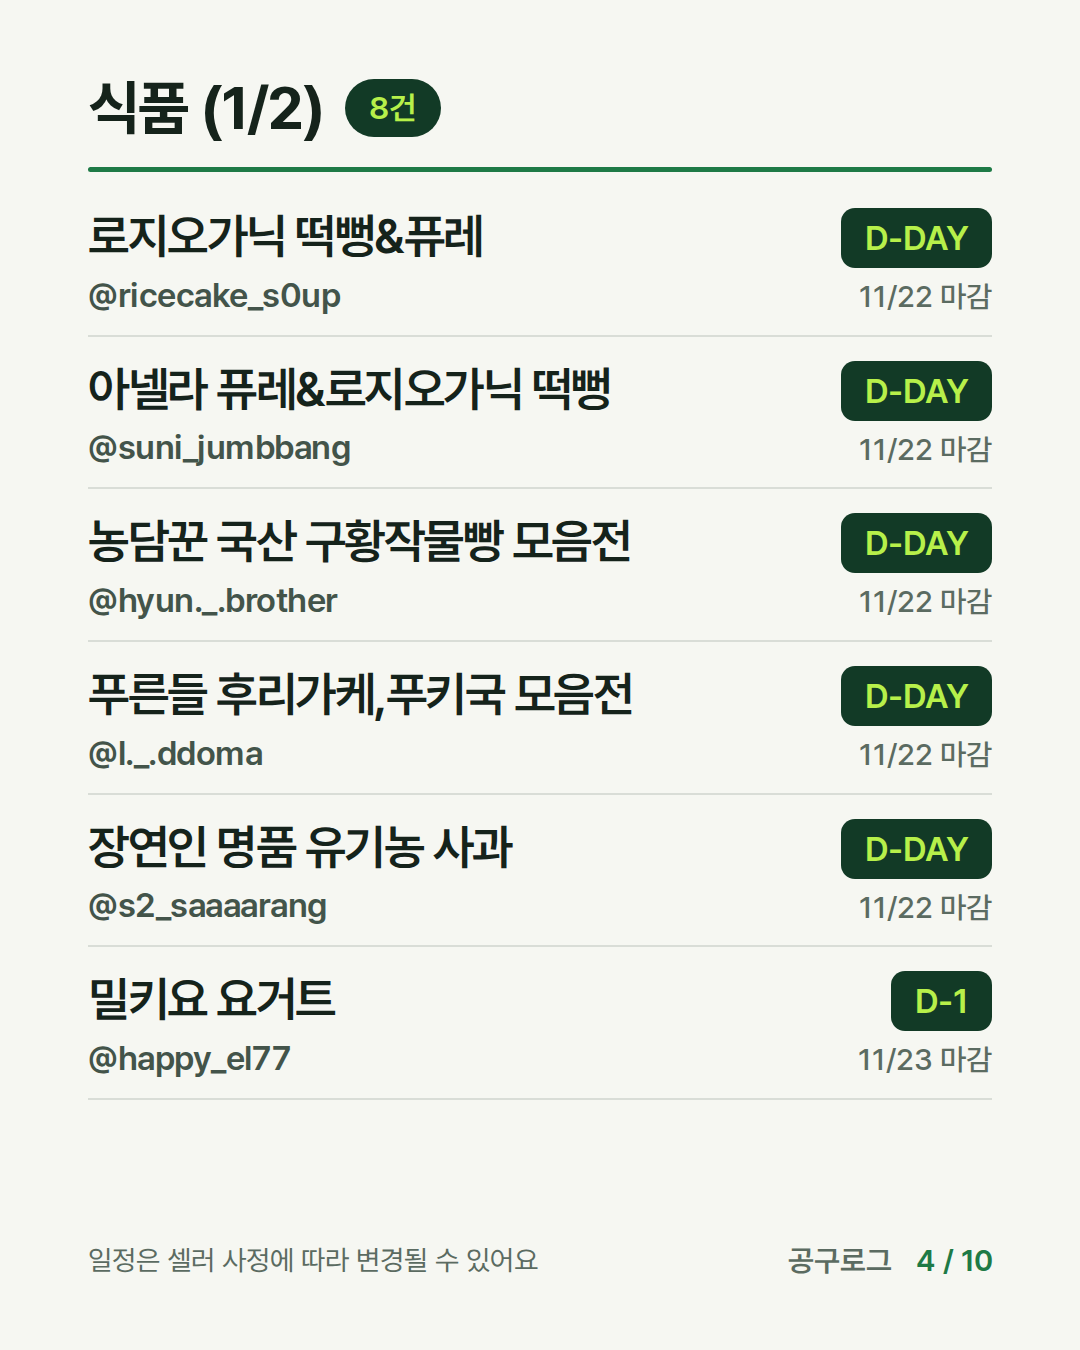 식품 (1/2) 8건
로지오가닉 떡뻥&퓨레 D-DAY
@ricecake_s0up 11/22 마감
아넬라 퓨레&로지오가닉 떡뻥 D-DAY
@suni_jumbbang 11/22 마감
농담꾼 국산 구황작물빵 모음전 D-DAY
@hyun._.brother 11/22 마감
푸른들 후리가케,푸키국 모음전 D-DAY
@l._.ddoma 11/22 마감
장연인 명품 유기농 사과 D-DAY
@s2_saaaarang 11/22 마감
밀키요 요거트 D-1
@happy_el77 11/23 마감
일정은 셀러 사정에 따라 변경될 수 있어요 공구로그 4 / 10